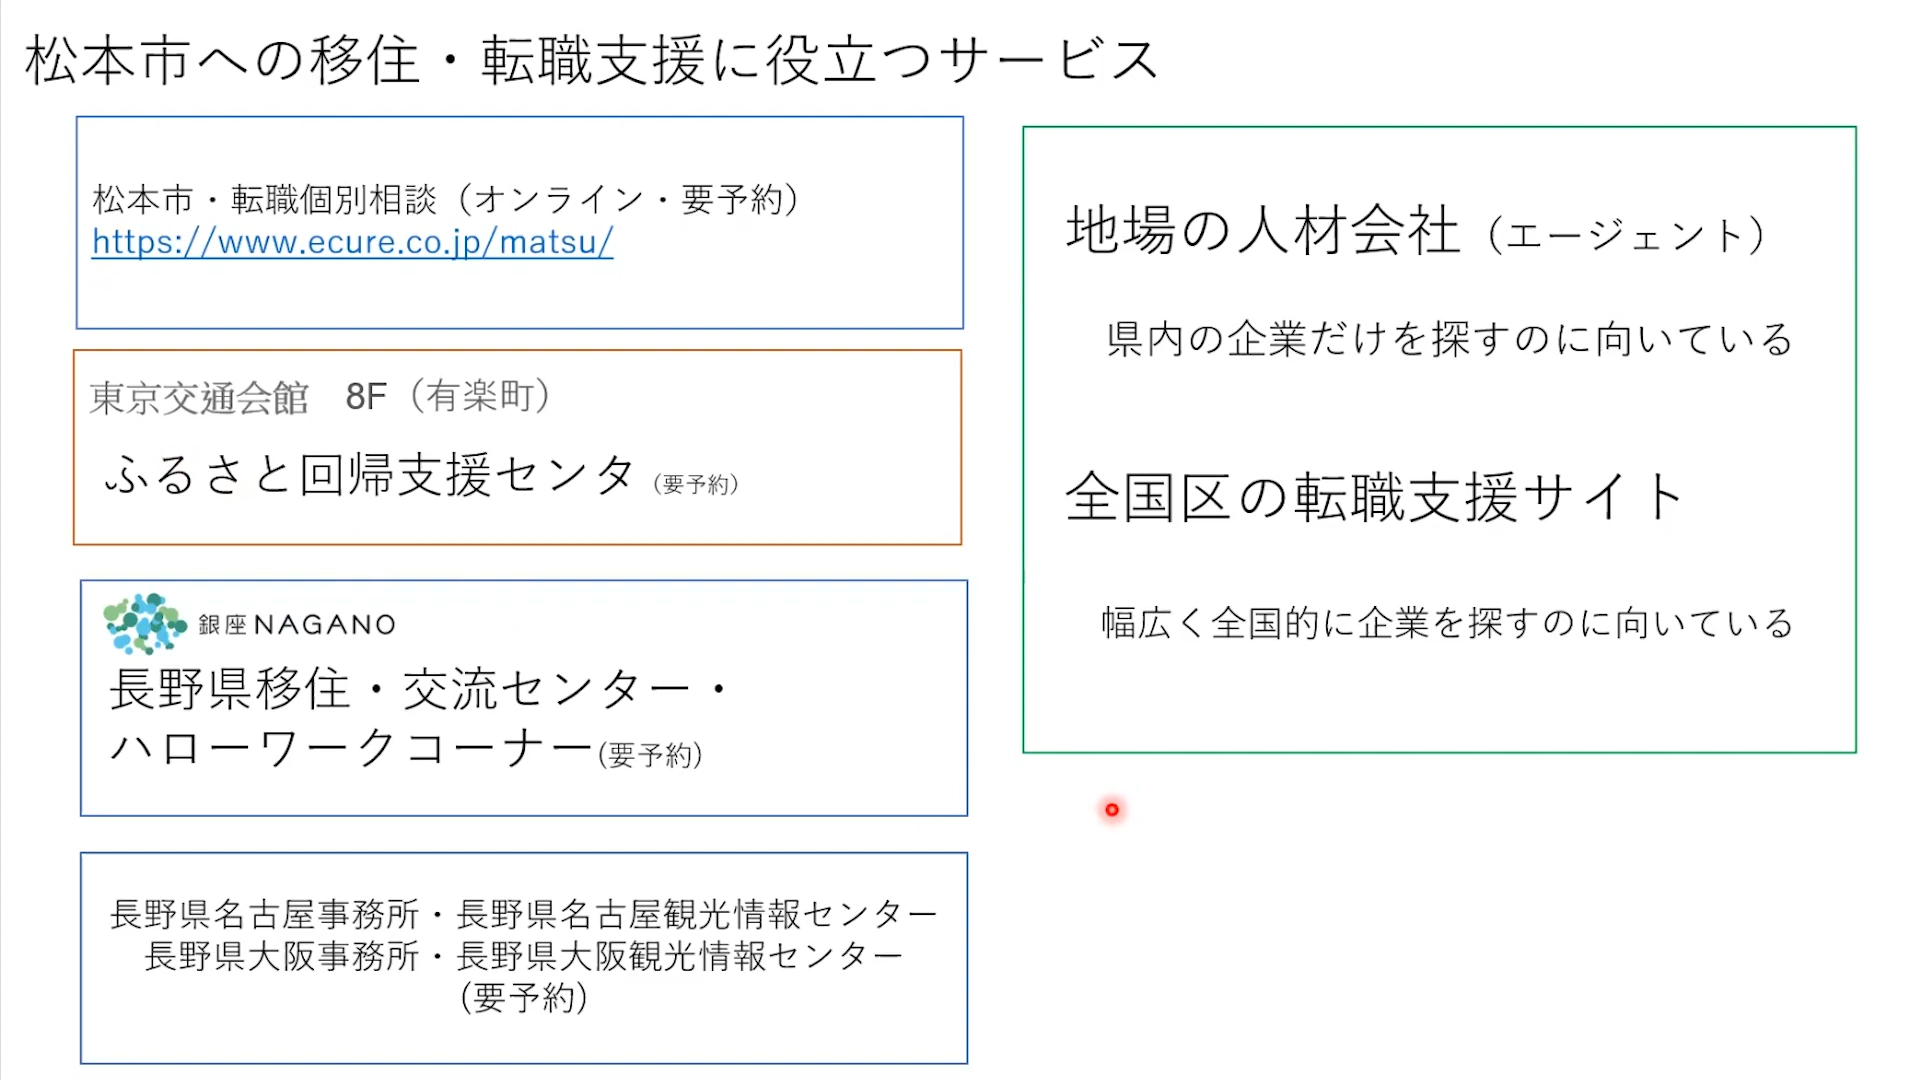 松本市への移住・転職支援に役立つサービス
松本市・転職個別相談（オンライン・要予約）
https://www.ecure.co.jp/matsu/
東京交通会館　8F（有楽町）
ふるさと回帰支援センタ（要予約）
銀座NAGANO
長野県移住・交流センター・
ハローワークコーナー(要予約)
長野県名古屋事務所・長野県名古屋観光情報センター
長野県大阪事務所・長野県大阪観光情報センター
(要予約)
地場の人材会社（エージェント）
県内の企業だけを探すのに向いている
全国区の転職支援サイト
幅広く全国的に企業を探すのに向いている